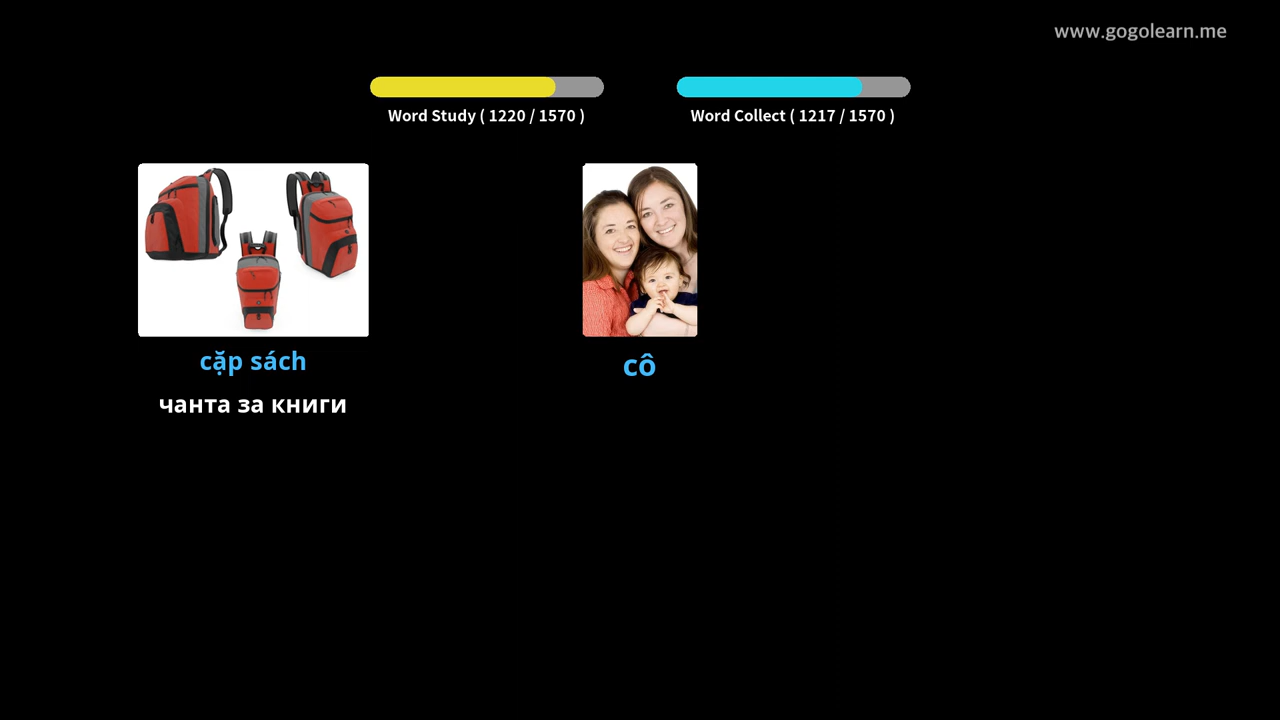 www.gogolearn.me
Word Study ( 1220 / 1570 )
Word Collect ( 1217 / 1570 )
cặp sách
чанта за книги
cô